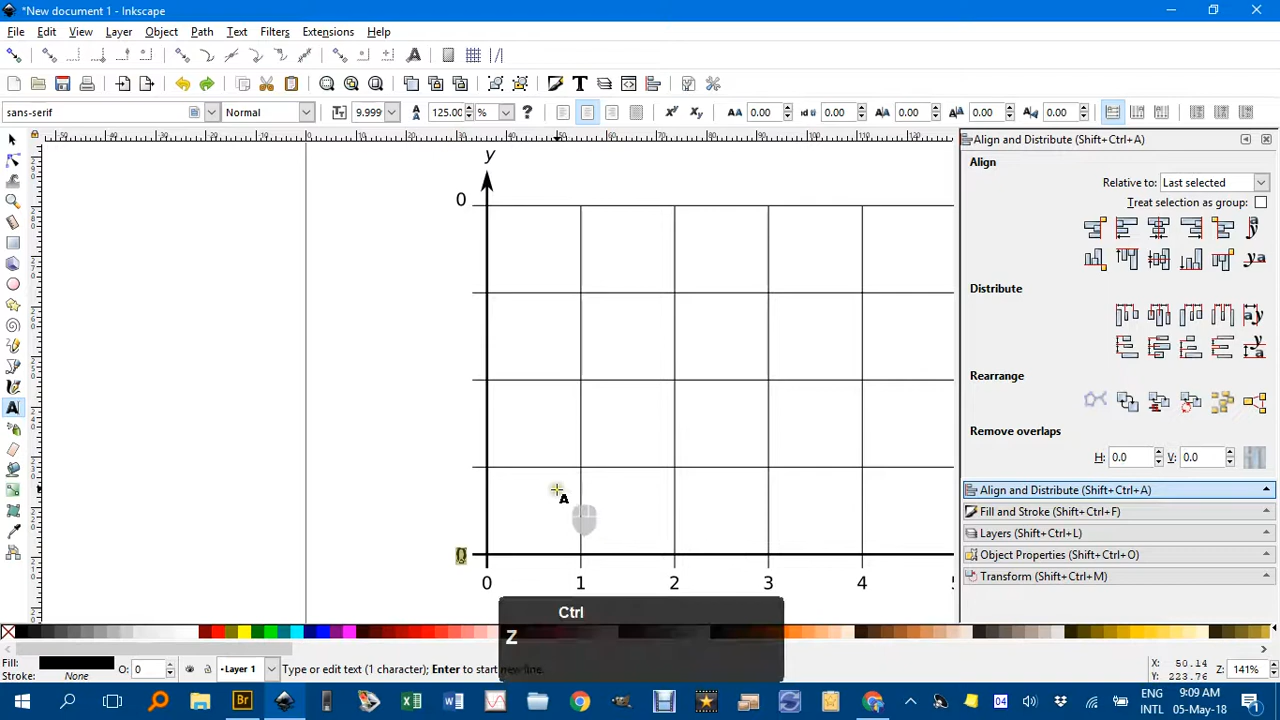 *New document 1 - Inkscape
File Edit View Layer Object Path Text Filters Extensions Help
sans-serif Normal 9.999 125.00 % 0.00 0.00 0.00 0.00 0.00
Align and Distribute (Shift+Ctrl+A)
Align
Relative to: Last selected
Treat selection as group:
Distribute
Rearrange
Remove overlaps
H: 0.0 V: 0.0
Align and Distribute (Shift+Ctrl+A)
Fill and Stroke (Shift+Ctrl+F)
Layers (Shift+Ctrl+L)
Object Properties (Shift+Ctrl+O)
Transform (Shift+Ctrl+M)
y
0
0
0 1 2 3 4
Ctrl
Z
Fill:
Stroke: None
O: 0
Layer 1
Type or edit text (1 character); Enter to start new line.
X: 50.14
Y: 223.76
Z: 141%
ENG
INTL
9:09 AM
05-May-18